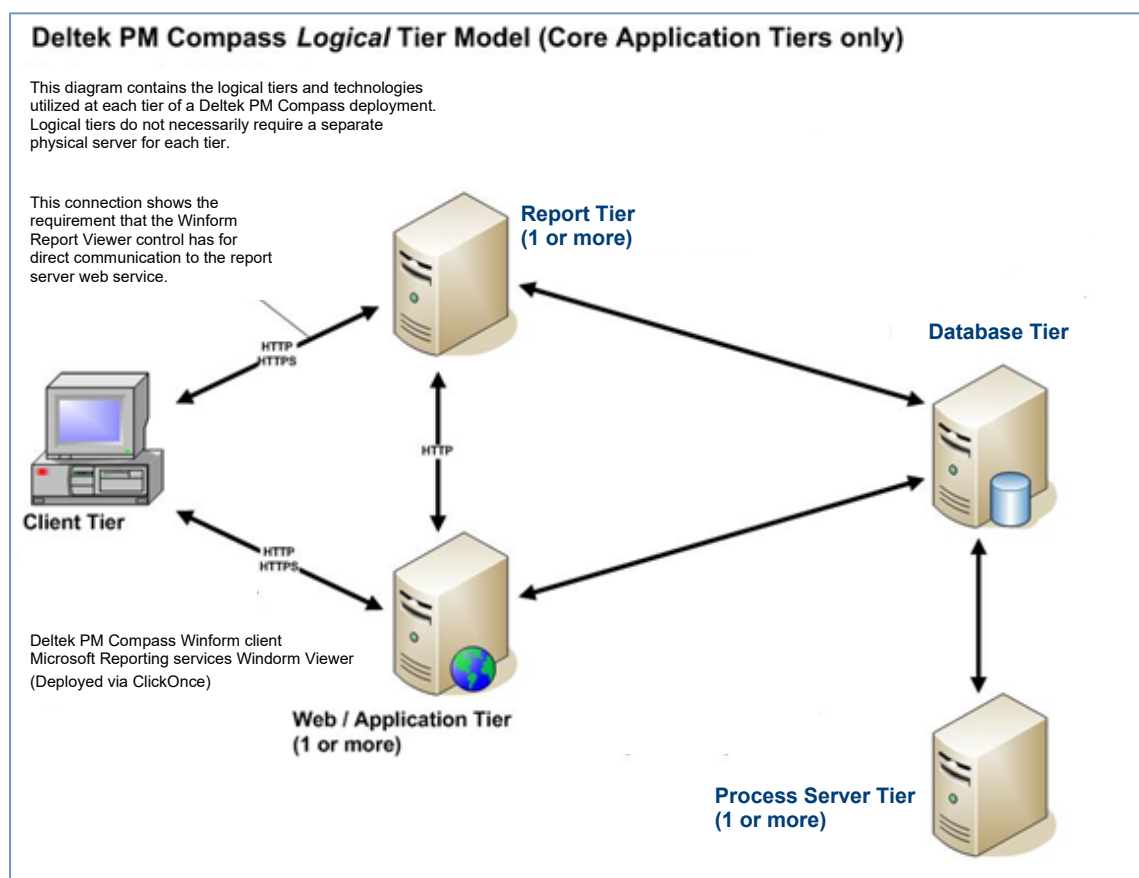 Deltek PM Compass Logical Tier Model (Core Application Tiers only)
This diagram contains the logical tiers and technologies
utilized at each tier of a Deltek PM Compass deployment.
Logical tiers do not necessarily require a separate
physical server for each tier.
This connection shows the
requirement that the Winform
Report Viewer control has for
direct communication to the report
server web service.
Report Tier
(1 or more)
HTTP
HTTPS
Database Tier
HTTP
Client Tier
HTTP
HTTPS
Deltek PM Compass Winform client
Microsoft Reporting services Windorm Viewer
(Deployed via ClickOnce)
Web / Application Tier
(1 or more)
Process Server Tier
(1 or more)